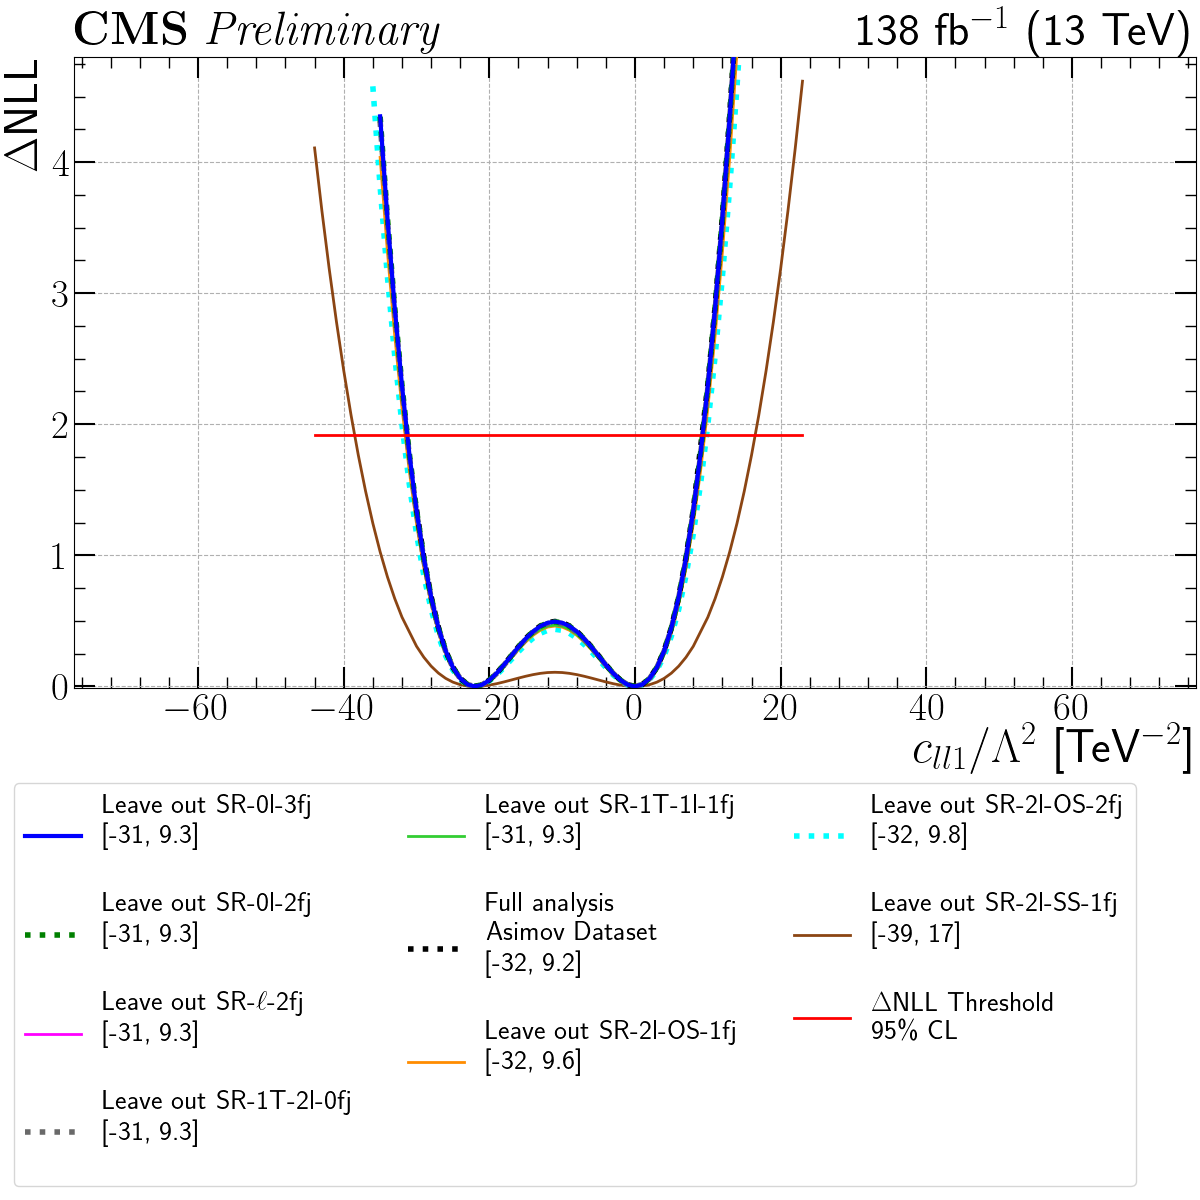 CMS Preliminary 138 fb⁻¹ (13 TeV)
ΔNLL
4
3
2
1
0
−60 −40 −20 0 20 40 60
c_{ll1}/Λ² [TeV⁻²]
Leave out SR-0l-3fj
[-31, 9.3]
Leave out SR-0l-2fj
[-31, 9.3]
Leave out SR-ℓ-2fj
[-31, 9.3]
Leave out SR-1T-2l-0fj
[-31, 9.3]
Leave out SR-1T-1l-1fj
[-31, 9.3]
Full analysis
Asimov Dataset
[-32, 9.2]
Leave out SR-2l-OS-1fj
[-32, 9.6]
Leave out SR-2l-OS-2fj
[-32, 9.8]
Leave out SR-2l-SS-1fj
[-39, 17]
ΔNLL Threshold
95% CL